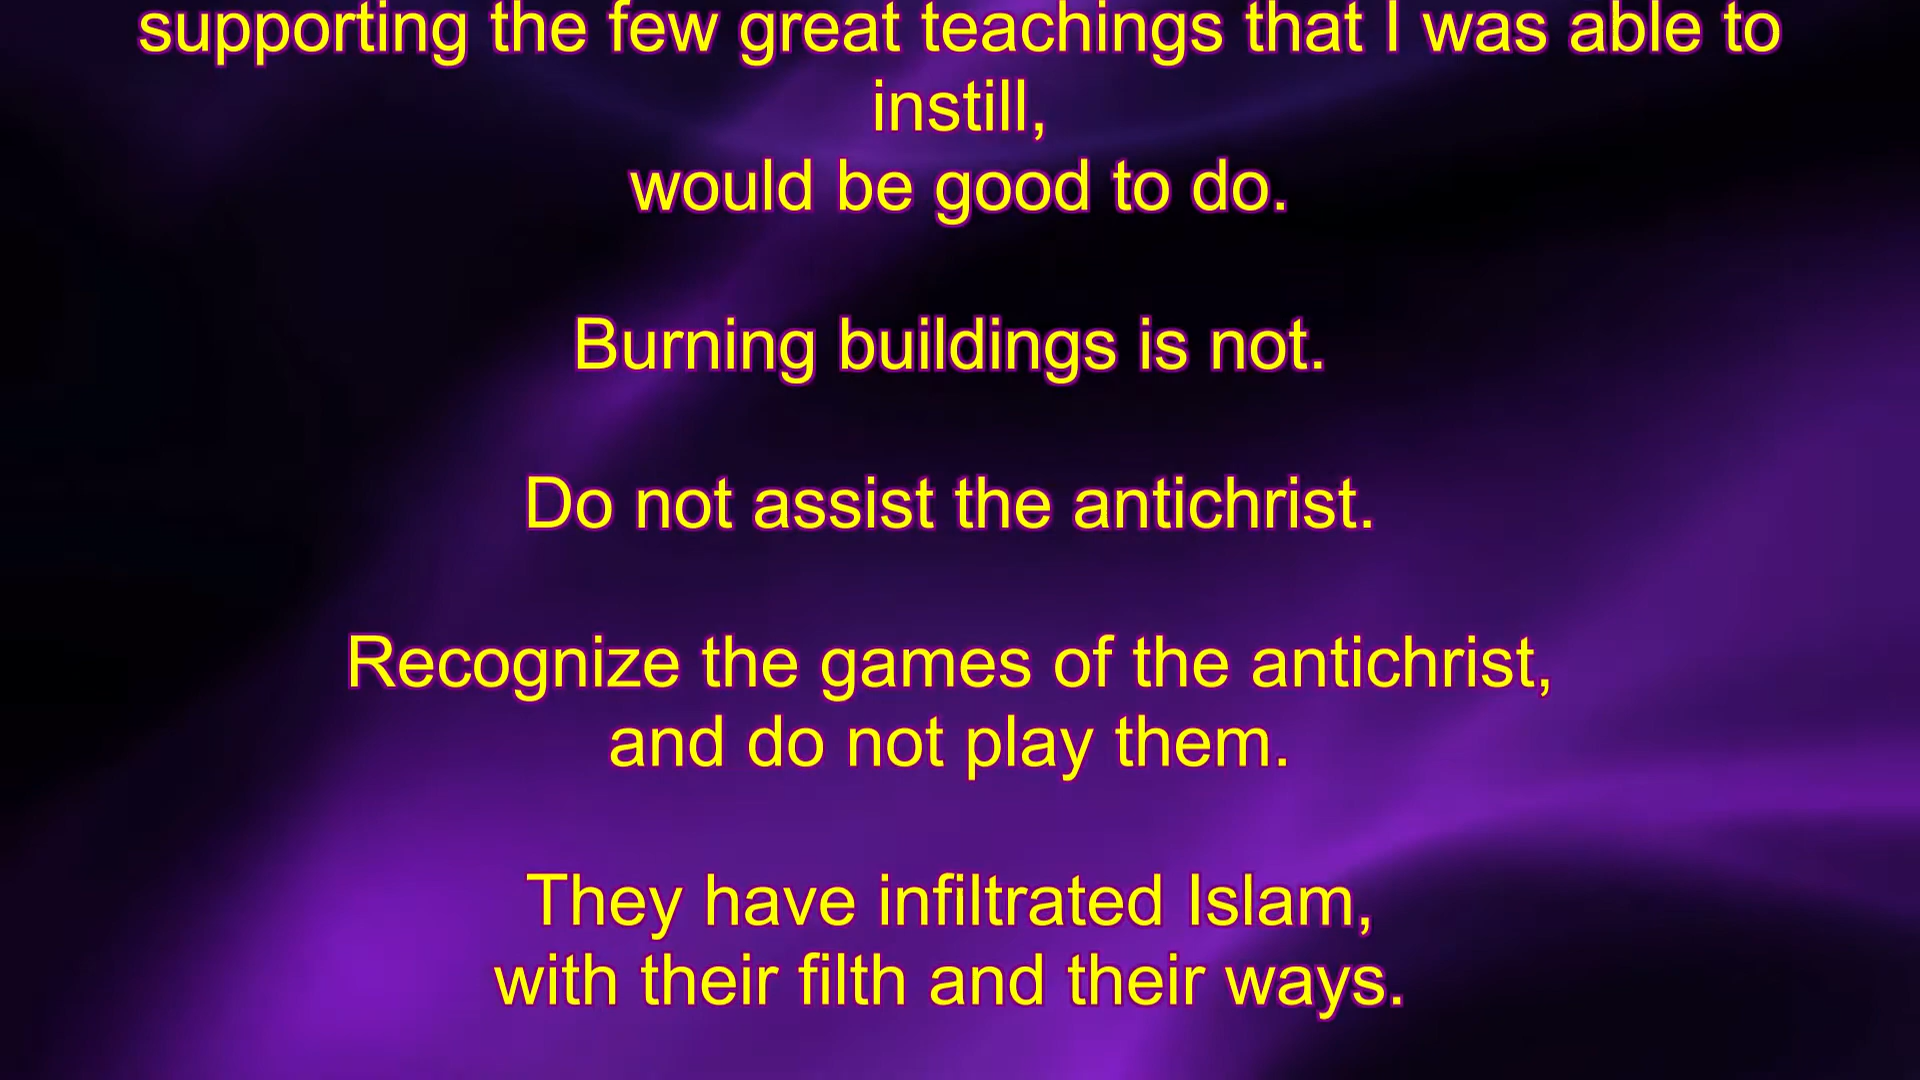 supporting the few great teachings that I was able to
instill,
would be good to do.
Burning buildings is not.
Do not assist the antichrist.
Recognize the games of the antichrist,
and do not play them.
They have infiltrated Islam,
with their filth and their ways.